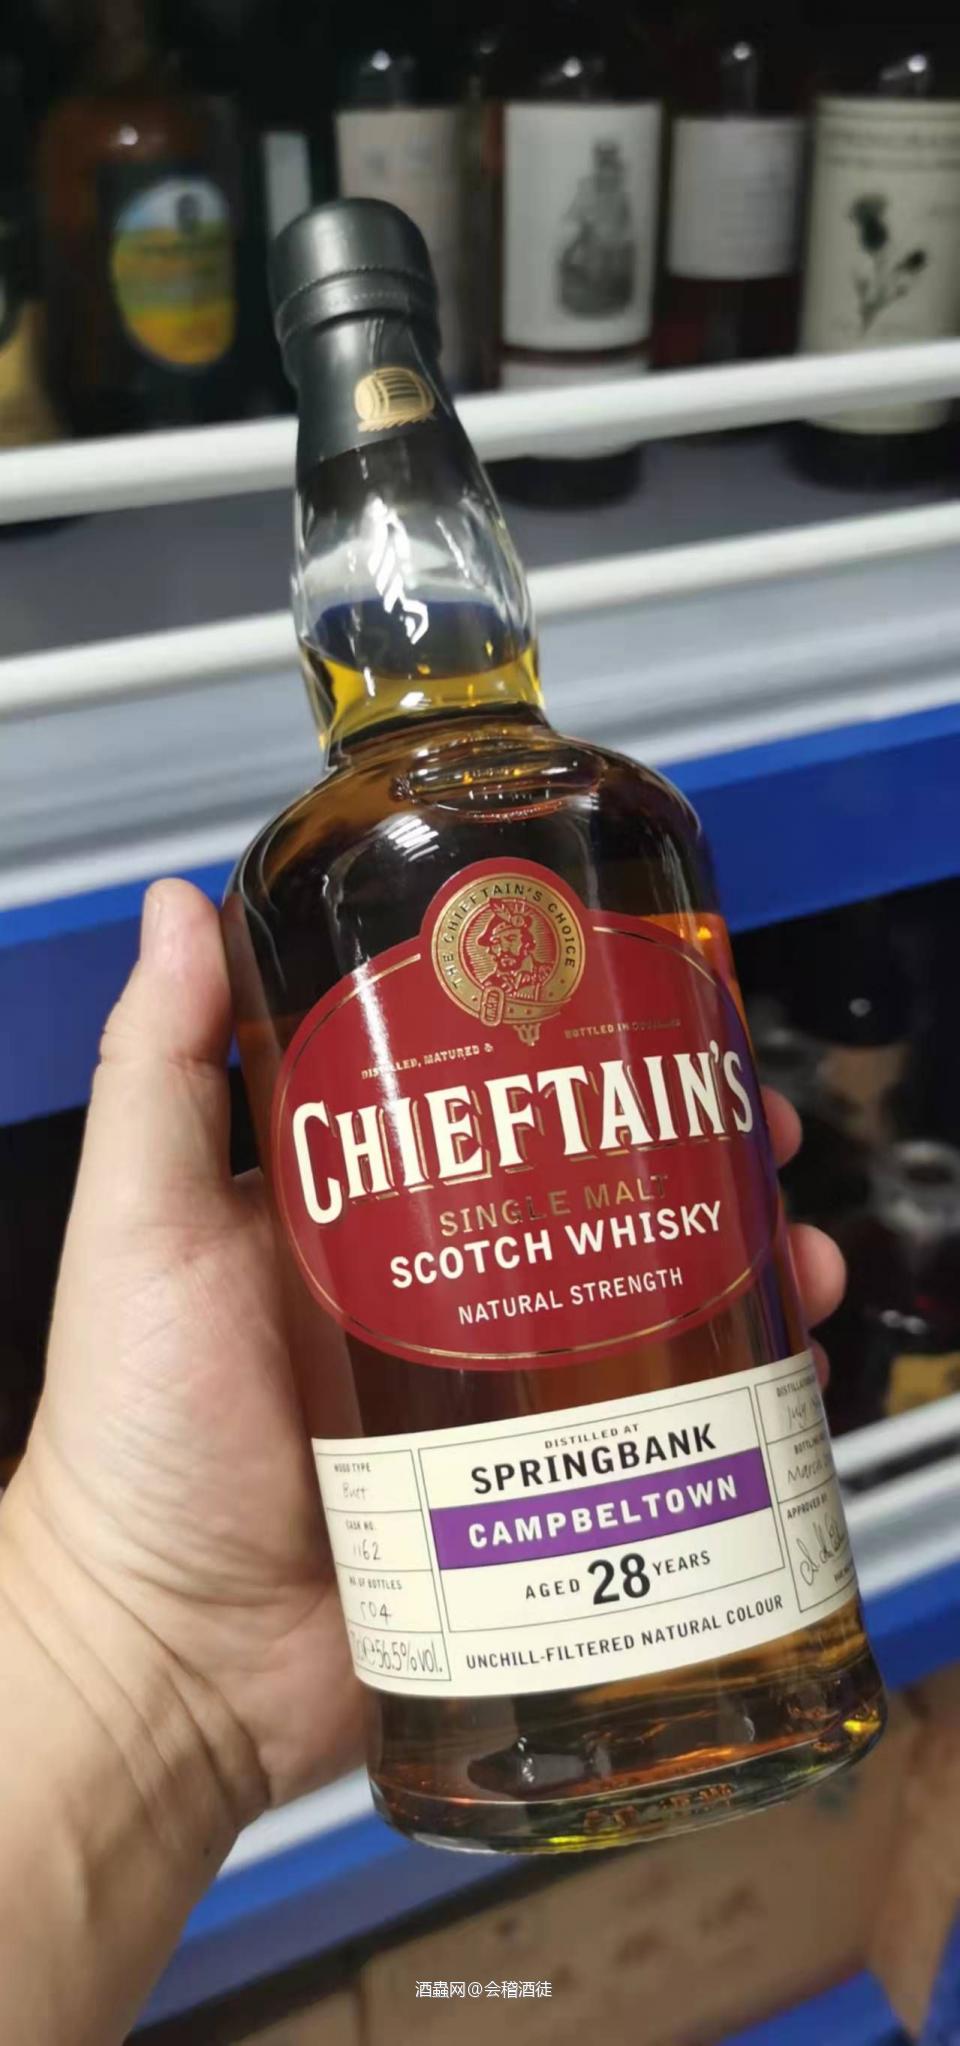 THE CHIEFTAIN'S CHOICE
DISTILLED, MATURED & BOTTLED IN
CHIEFTAIN'S
SINGLE MALT
SCOTCH WHISKY
NATURAL STRENGTH
WOOD TYPE
Butt
CASK NO.
1162
NO. OF BOTTLES
504
56.5% Vol.
DISTILLED AT
SPRINGBANK
CAMPBELTOWN
AGED 28 YEARS
UNCHILL-FILTERED NATURAL COLOUR
July
March
APPROVED BY
酒蟲网@会稽酒徒